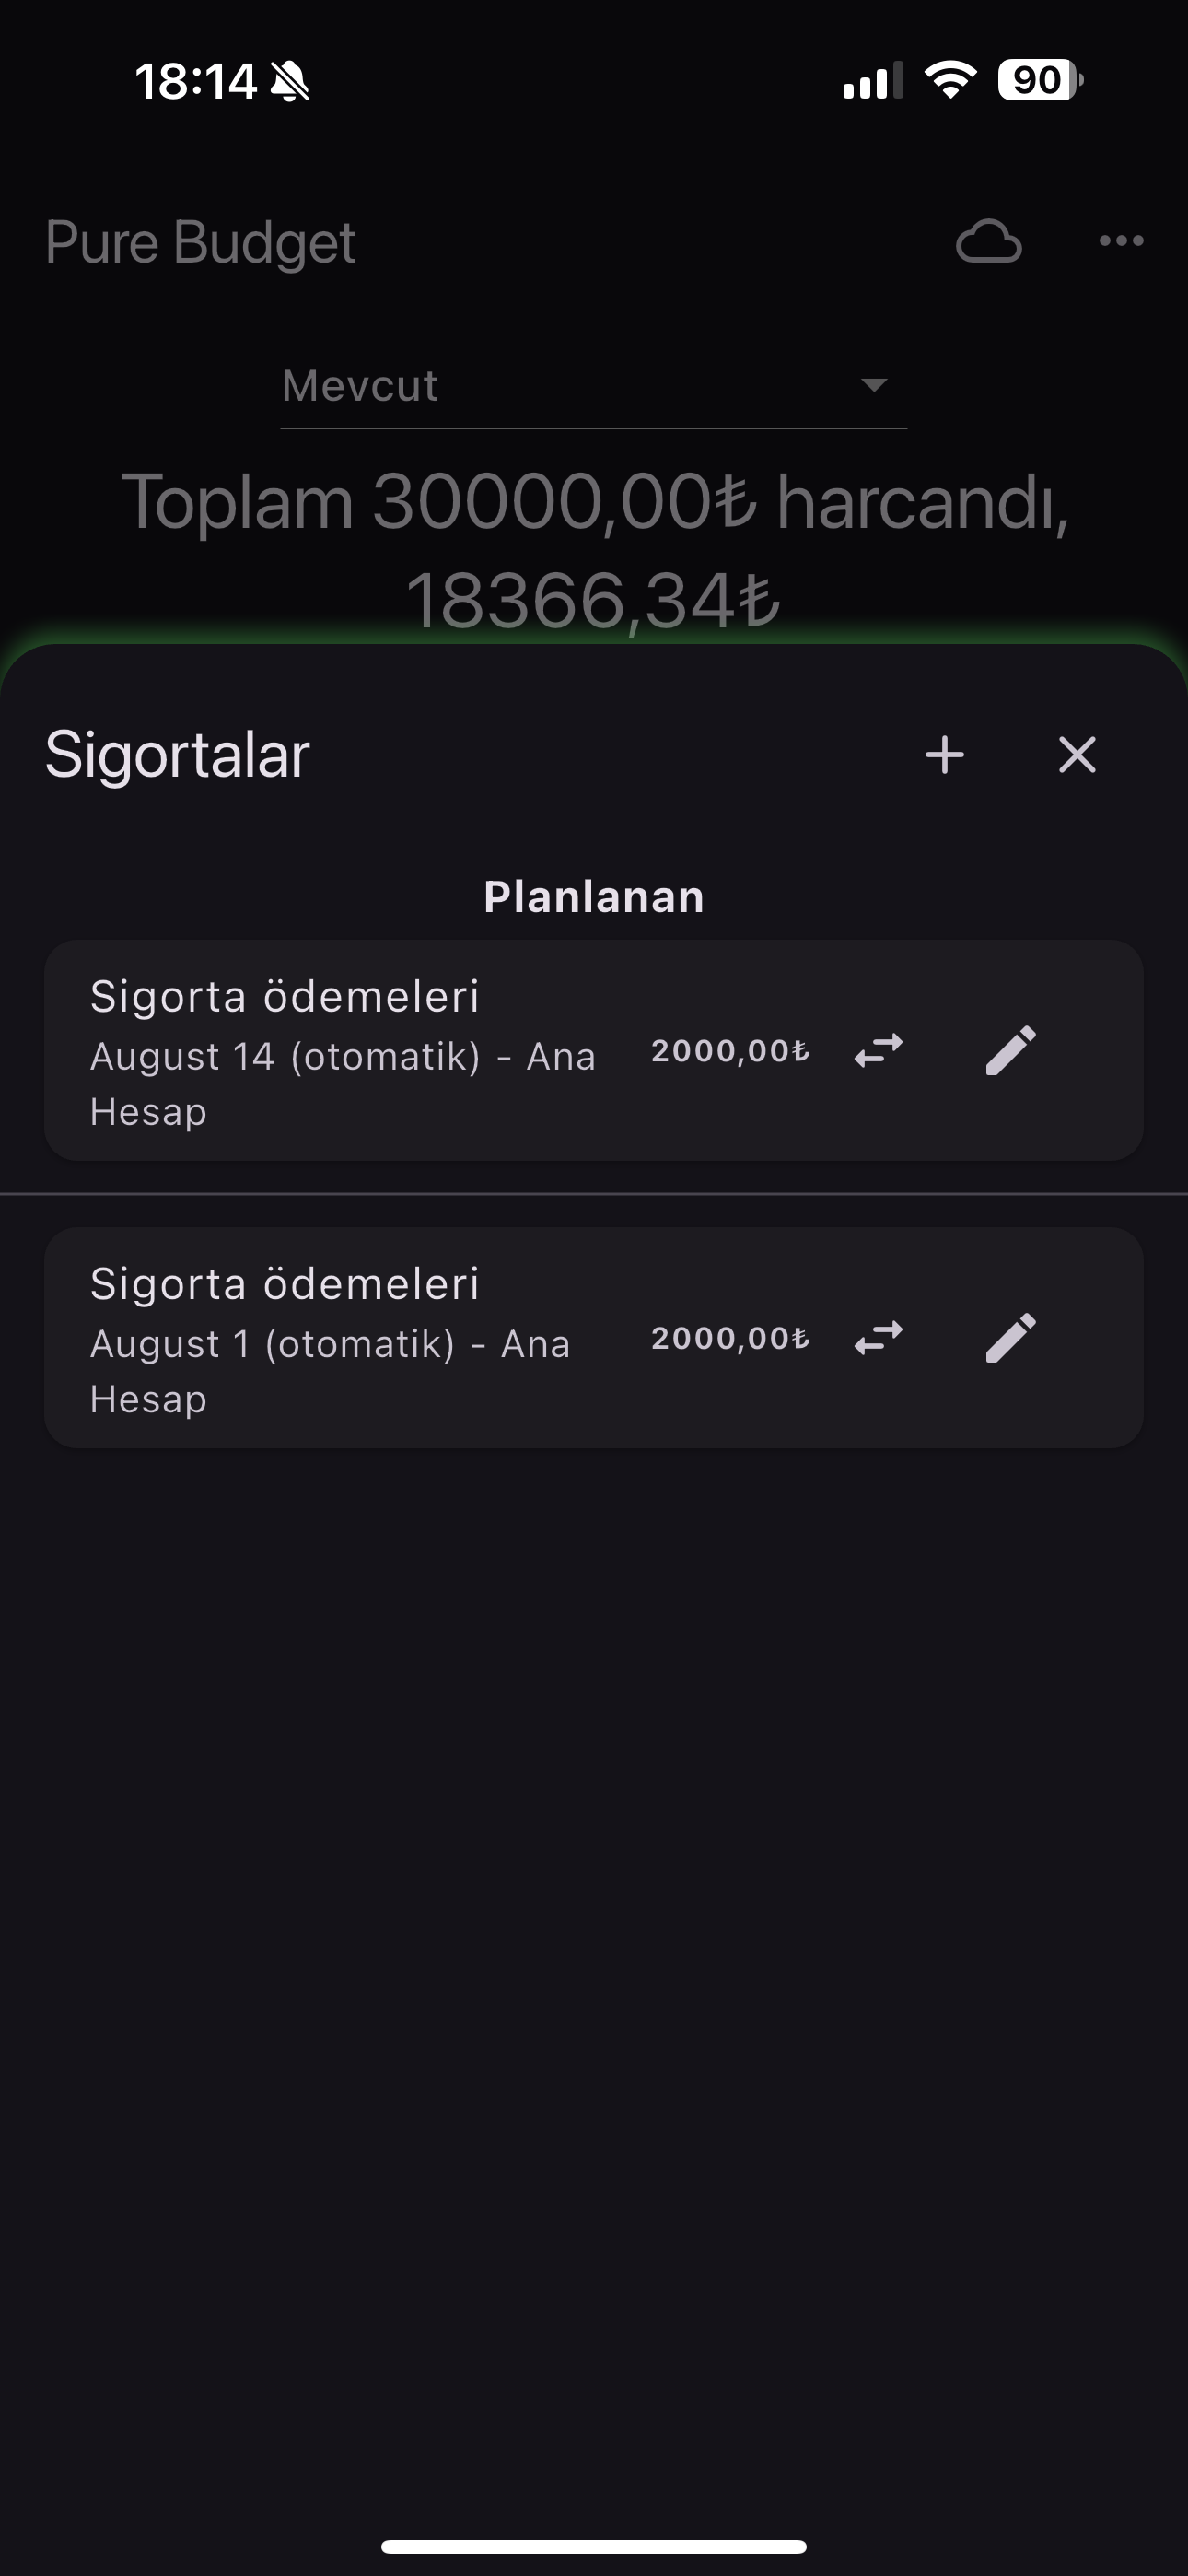 18:14
90
Pure Budget
Mevcut
Toplam 30000,00₺ harcandı,
18366,34₺
Sigortalar
Planlanan
Sigorta ödemeleri
August 14 (otomatik) - Ana
Hesap
2000,00₺
Sigorta ödemeleri
August 1 (otomatik) - Ana
Hesap
2000,00₺